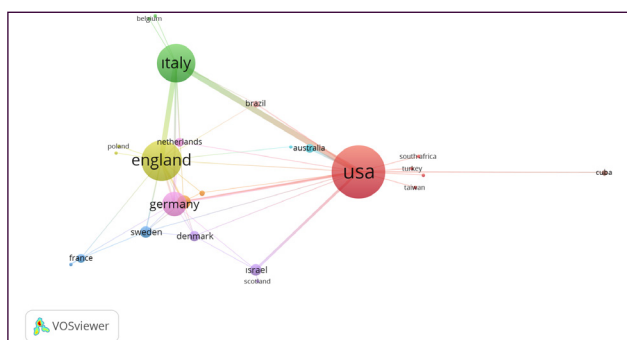 belgium
italy
brazil
netherlands
poland
england
australia
southafrica
usa
turkey
cuba
taiwan
germany
sweden
denmark
france
israel
scotland
VOSviewer